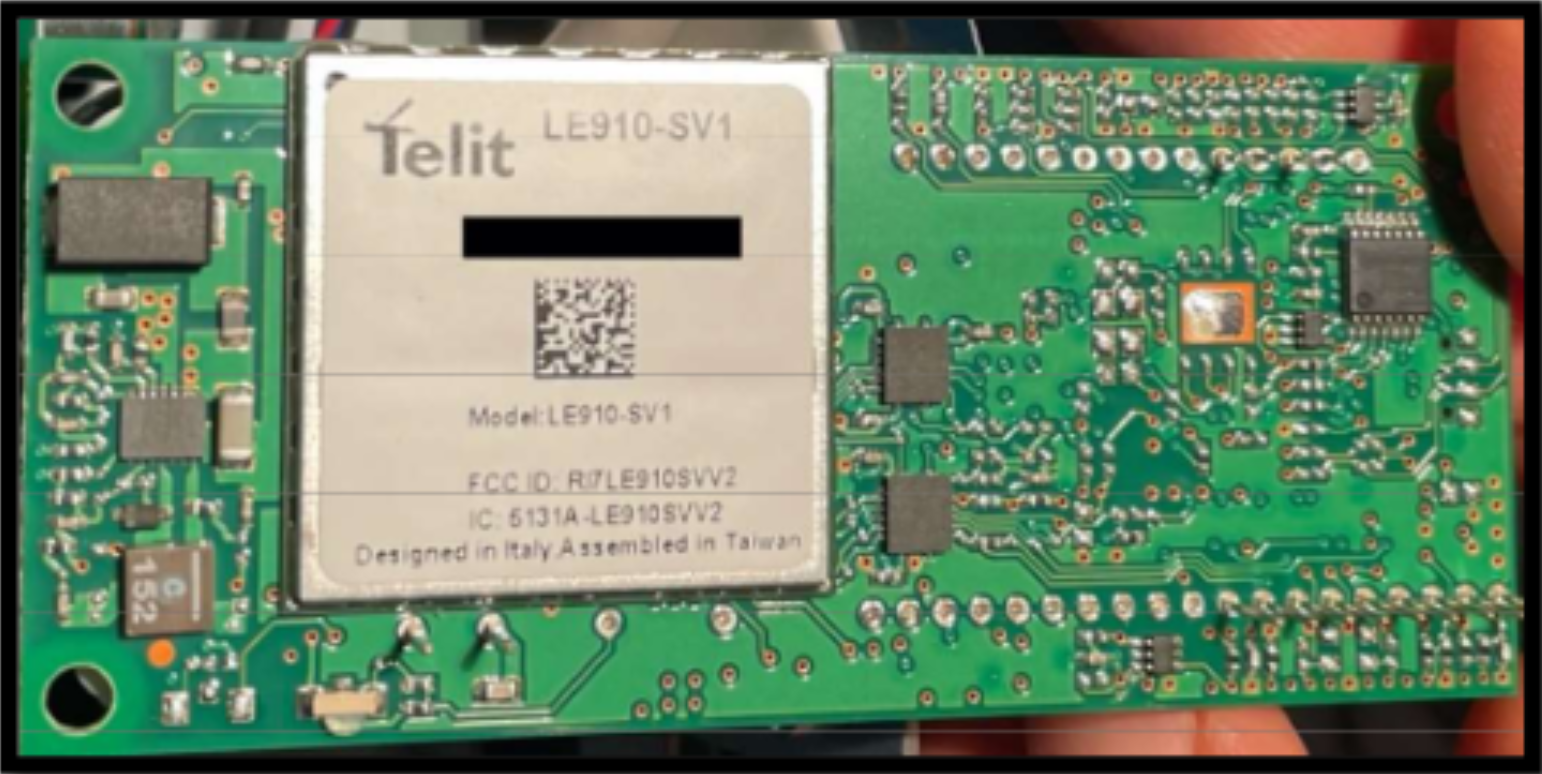 Telit LE910-SV1
Model:LE910-SV1
FCC ID: RI7LE910SVV2
IC: 5131A-LE910SVV2
Designed in Italy,Assembled in Taiwan
C
152